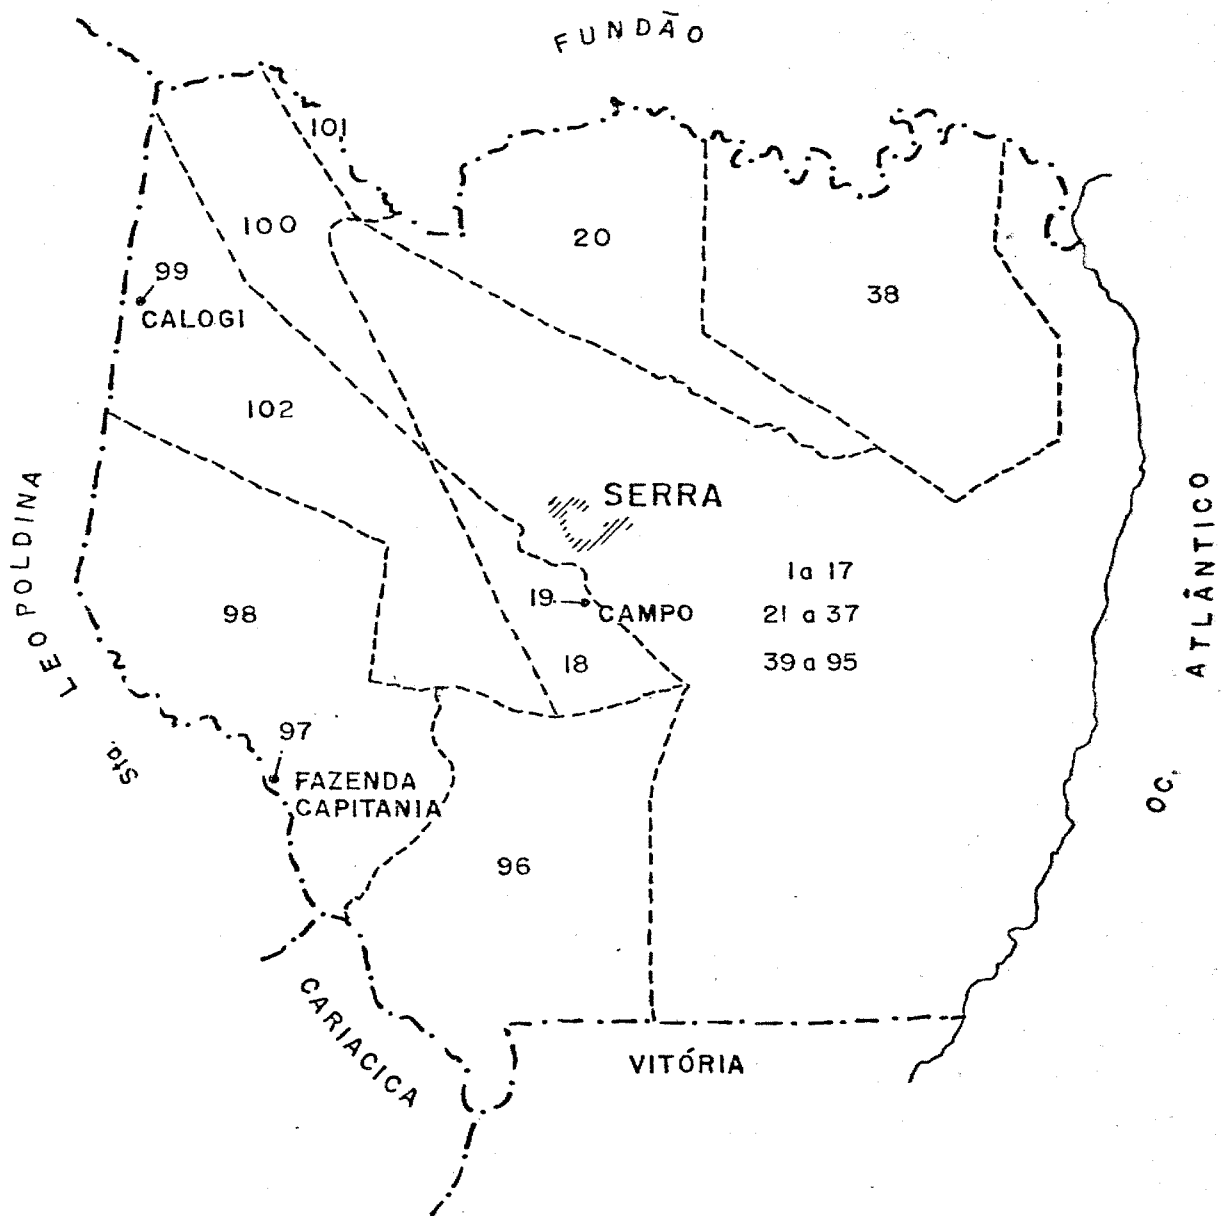 FUNDÃO
101
100
20
99
38
CALOGI
102
SERRA
1 a 17
19
CAMPO
21 a 37
98
18
39 a 95
Sta. LEOPOLDINA
OC. ATLÂNTICO
97
FAZENDA
CAPITANIA
96
CARIACICA
VITÓRIA